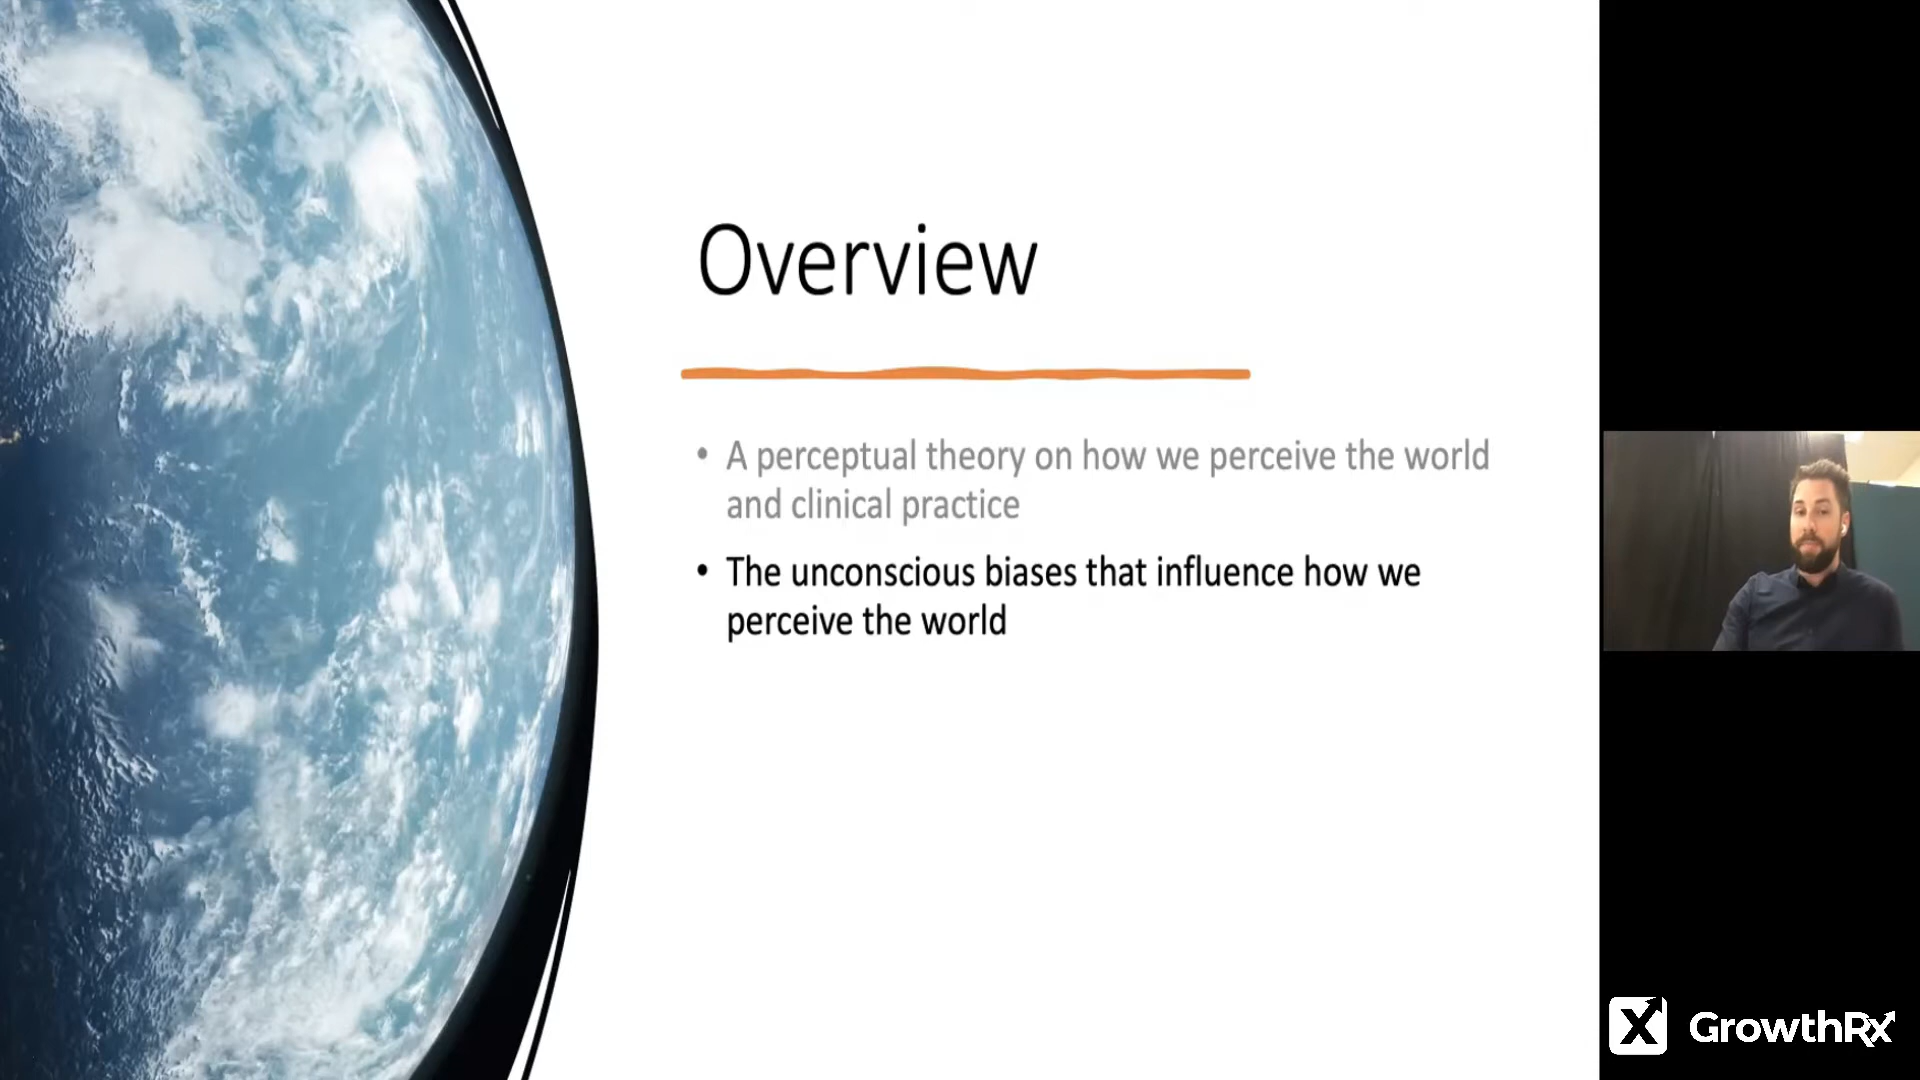 Overview
• A perceptual theory on how we perceive the world
and clinical practice
• The unconscious biases that influence how we
perceive the world
X GrowthRx